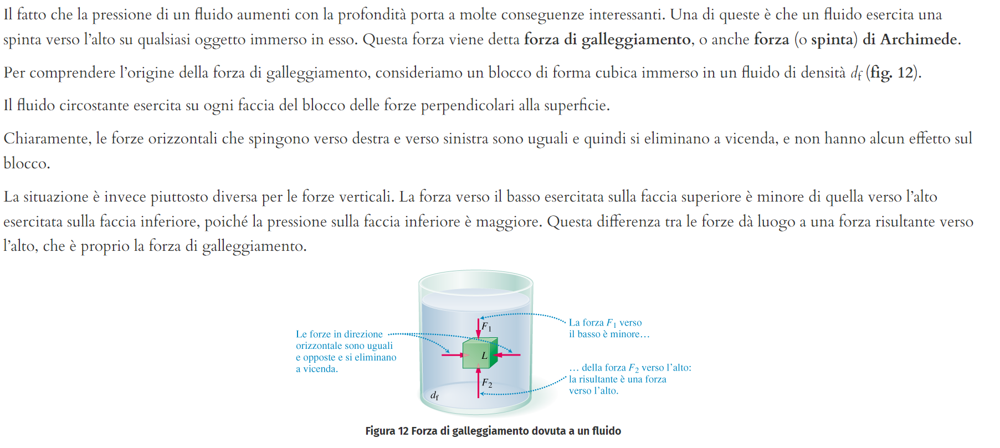 Il fatto che la pressione di un fluido aumenti con la profondità porta a molte conseguenze interessanti. Una di queste è che un fluido esercita una
spinta verso l'alto su qualsiasi oggetto immerso in esso. Questa forza viene detta forza di galleggiamento, o anche forza (o spinta) di Archimede.
Per comprendere l'origine della forza di galleggiamento, consideriamo un blocco di forma cubica immerso in un fluido di densità df (fig. 12).
Il fluido circostante esercita su ogni faccia del blocco delle forze perpendicolari alla superficie.
Chiaramente, le forze orizzontali che spingono verso destra e verso sinistra sono uguali e quindi si eliminano a vicenda, e non hanno alcun effetto sul
blocco.
La situazione è invece piuttosto diversa per le forze verticali. La forza verso il basso esercitata sulla faccia superiore è minore di quella verso l'alto
esercitata sulla faccia inferiore, poiché la pressione sulla faccia inferiore è maggiore. Questa differenza tra le forze dà luogo a una forza risultante verso
l'alto, che è proprio la forza di galleggiamento.
Le forze in direzione
orizzontale sono uguali
e opposte e si eliminano
a vicenda.
F1
L
F2
df
La forza F1 verso
il basso è minore…
… della forza F2 verso l'alto:
la risultante è una forza
verso l'alto.
Figura 12 Forza di galleggiamento dovuta a un fluido